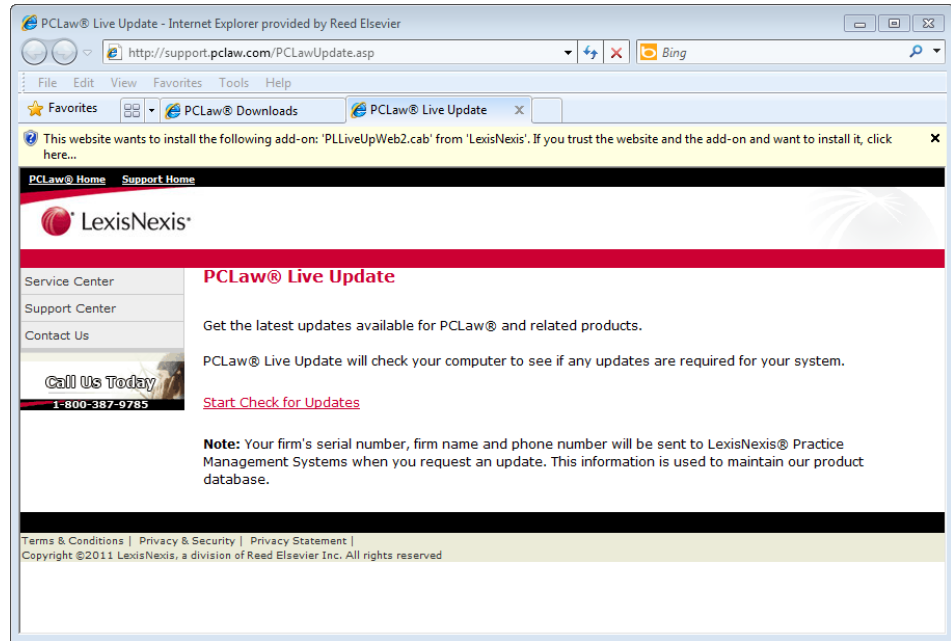 PCLaw® Live Update - Internet Explorer provided by Reed Elsevier
http://support.pclaw.com/PCLawUpdate.asp
Bing
File Edit View Favorites Tools Help
Favorites
PCLaw® Downloads
PCLaw® Live Update
X
This website wants to install the following add-on: 'PLLiveUpWeb2.cab' from 'LexisNexis'. If you trust the website and the add-on and want to install it, click
here...
PCLaw® Home Support Home
LexisNexis®
Service Center
Support Center
Contact Us
Call Us Today
1-800-387-9785
PCLaw® Live Update
Get the latest updates available for PCLaw® and related products.
PCLaw® Live Update will check your computer to see if any updates are required for your system.
Start Check for Updates
Note: Your firm's serial number, firm name and phone number will be sent to LexisNexis® Practice
Management Systems when you request an update. This information is used to maintain our product
database.
Terms & Conditions | Privacy & Security | Privacy Statement |
Copyright ©2011 LexisNexis, a division of Reed Elsevier Inc. All rights reserved